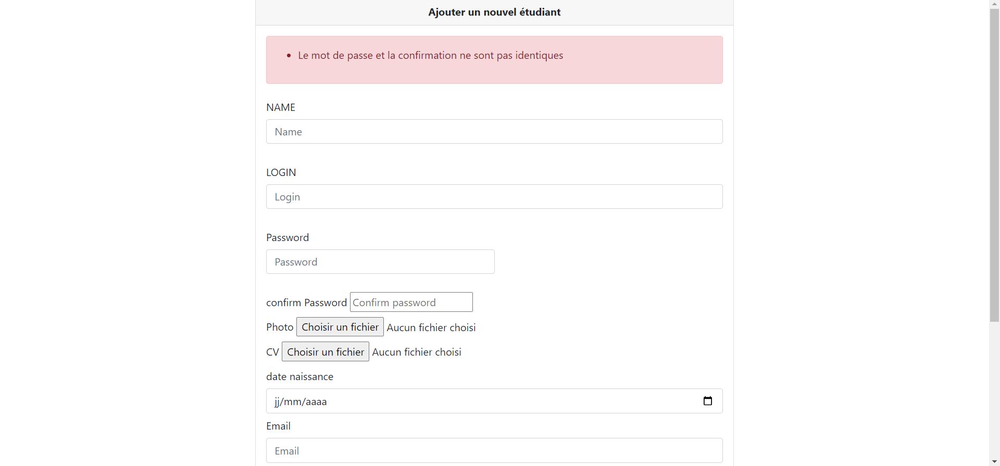 Ajouter un nouvel étudiant
Le mot de passe et la confirmation ne sont pas identiques
NAME
Name
LOGIN
Login
Password
Password
confirm Password Confirm password
Photo Choisir un fichier Aucun fichier choisi
CV Choisir un fichier Aucun fichier choisi
date naissance
jj/mm/aaaa
Email
Email